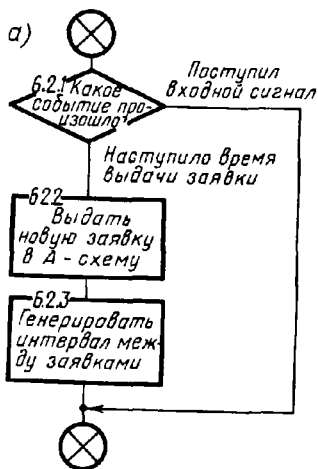 а)
6.2.1 Какое
событие про-
изошло?
Поступил
входной сигнал
Наступило время
выдачи заявки
6.2.2
Выдать
новую заявку
в А-схему
6.2.3
Генерировать
интервал меж-
ду заявками